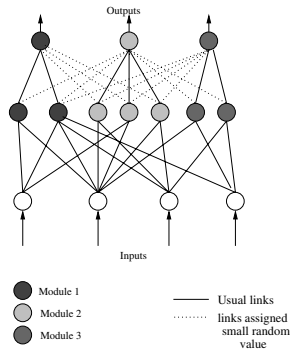 Outputs
Inputs
Module 1
Module 2
Module 3
Usual links
links assigned
small random
value